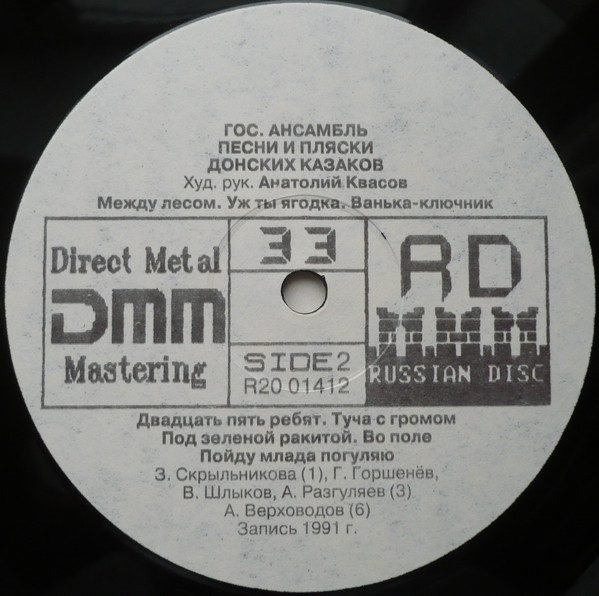 ГОС. АНСАМБЛЬ
ПЕСНИ И ПЛЯСКИ
ДОНСКИХ КАЗАКОВ
Худ. рук. Анатолий Квасов
Между лесом. Уж ты ягодка. Ванька-ключник
Direct Metal
DMM
Mastering
33
SIDE 2
R20 01412
RD
RUSSIAN DISC
Двадцать пять ребят. Туча с громом
Под зеленой ракитой. Во поле
Пойду млада погуляю
З. Скрыльникова (1), Г. Горшенёв,
В. Шлыков, А. Разгуляев (3)
А. Верховодов (6)
Запись 1991 г.